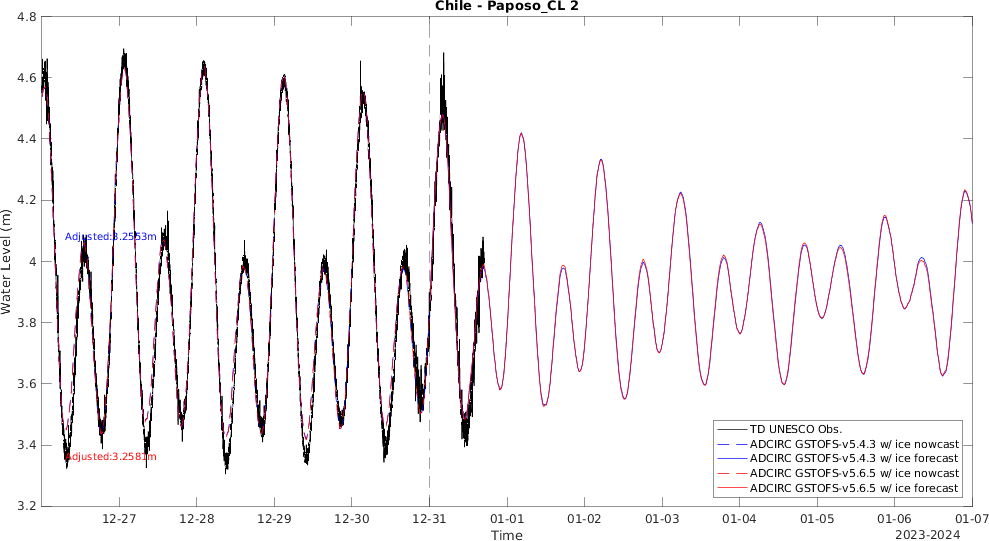 Chile - Paposo_CL 2
4.8
4.6
4.4
4.2
4
3.8
3.6
3.4
3.2
Water Level (m)
Adjusted:3.2553m
Adjusted:3.2581m
TD UNESCO Obs.
ADCIRC GSTOFS-v5.4.3 w/ ice nowcast
ADCIRC GSTOFS-v5.4.3 w/ ice forecast
ADCIRC GSTOFS-v5.6.5 w/ ice nowcast
ADCIRC GSTOFS-v5.6.5 w/ ice forecast
12-27 12-28 12-29 12-30 12-31 01-01 01-02 01-03 01-04 01-05 01-06 01-07
Time
2023-2024